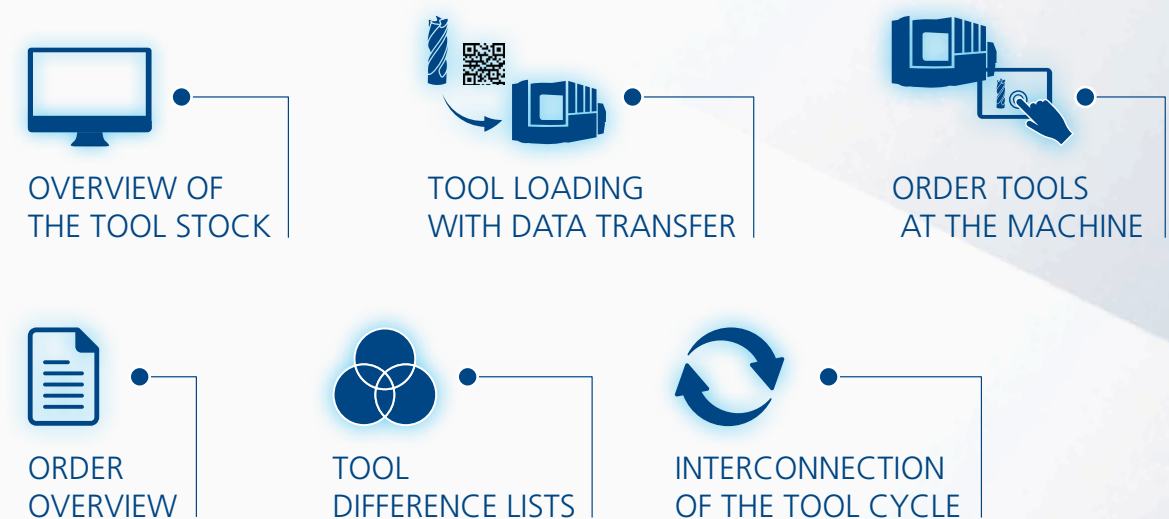 OVERVIEW OF
THE TOOL STOCK
TOOL LOADING
WITH DATA TRANSFER
ORDER TOOLS
AT THE MACHINE
ORDER
OVERVIEW
TOOL
DIFFERENCE LISTS
INTERCONNECTION
OF THE TOOL CYCLE